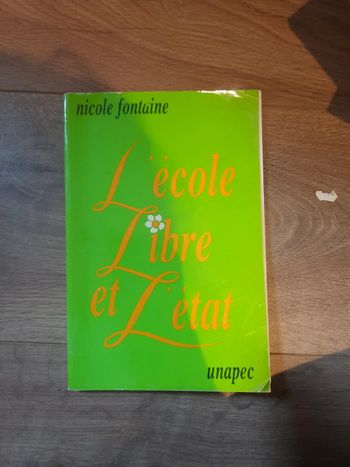 nicole fontaine
L'école
Libre
et L'état
unapec